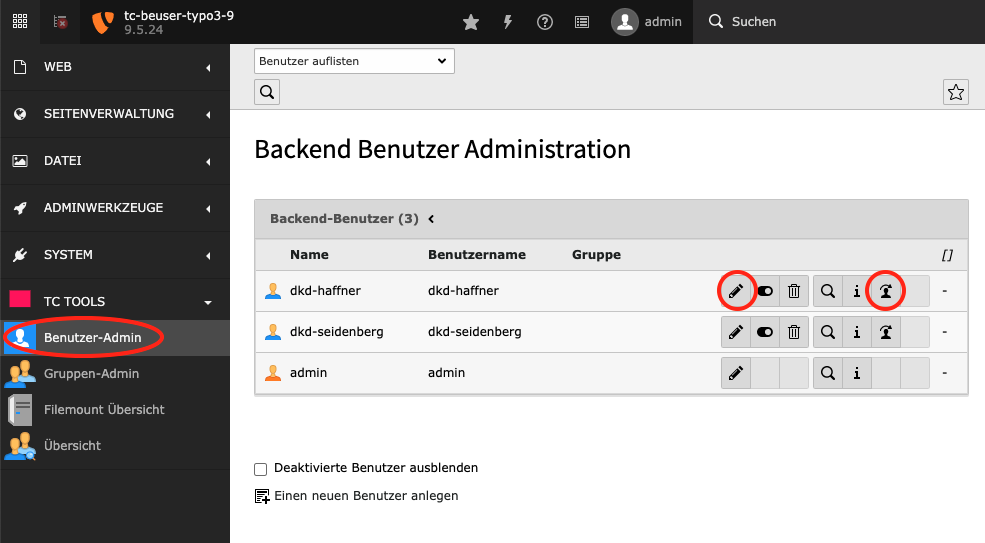 tc-beuser-typo3-9
9.5.24
admin
Suchen
WEB
SEITENVERWALTUNG
DATEI
ADMINWERKZEUGE
SYSTEM
TC TOOLS
Benutzer-Admin
Gruppen-Admin
Filemount Übersicht
Übersicht
Benutzer auflisten
Backend Benutzer Administration
Backend-Benutzer (3)
Name Benutzername Gruppe []
dkd-haffner dkd-haffner -
dkd-seidenberg dkd-seidenberg -
admin admin -
Deaktivierte Benutzer ausblenden
Einen neuen Benutzer anlegen